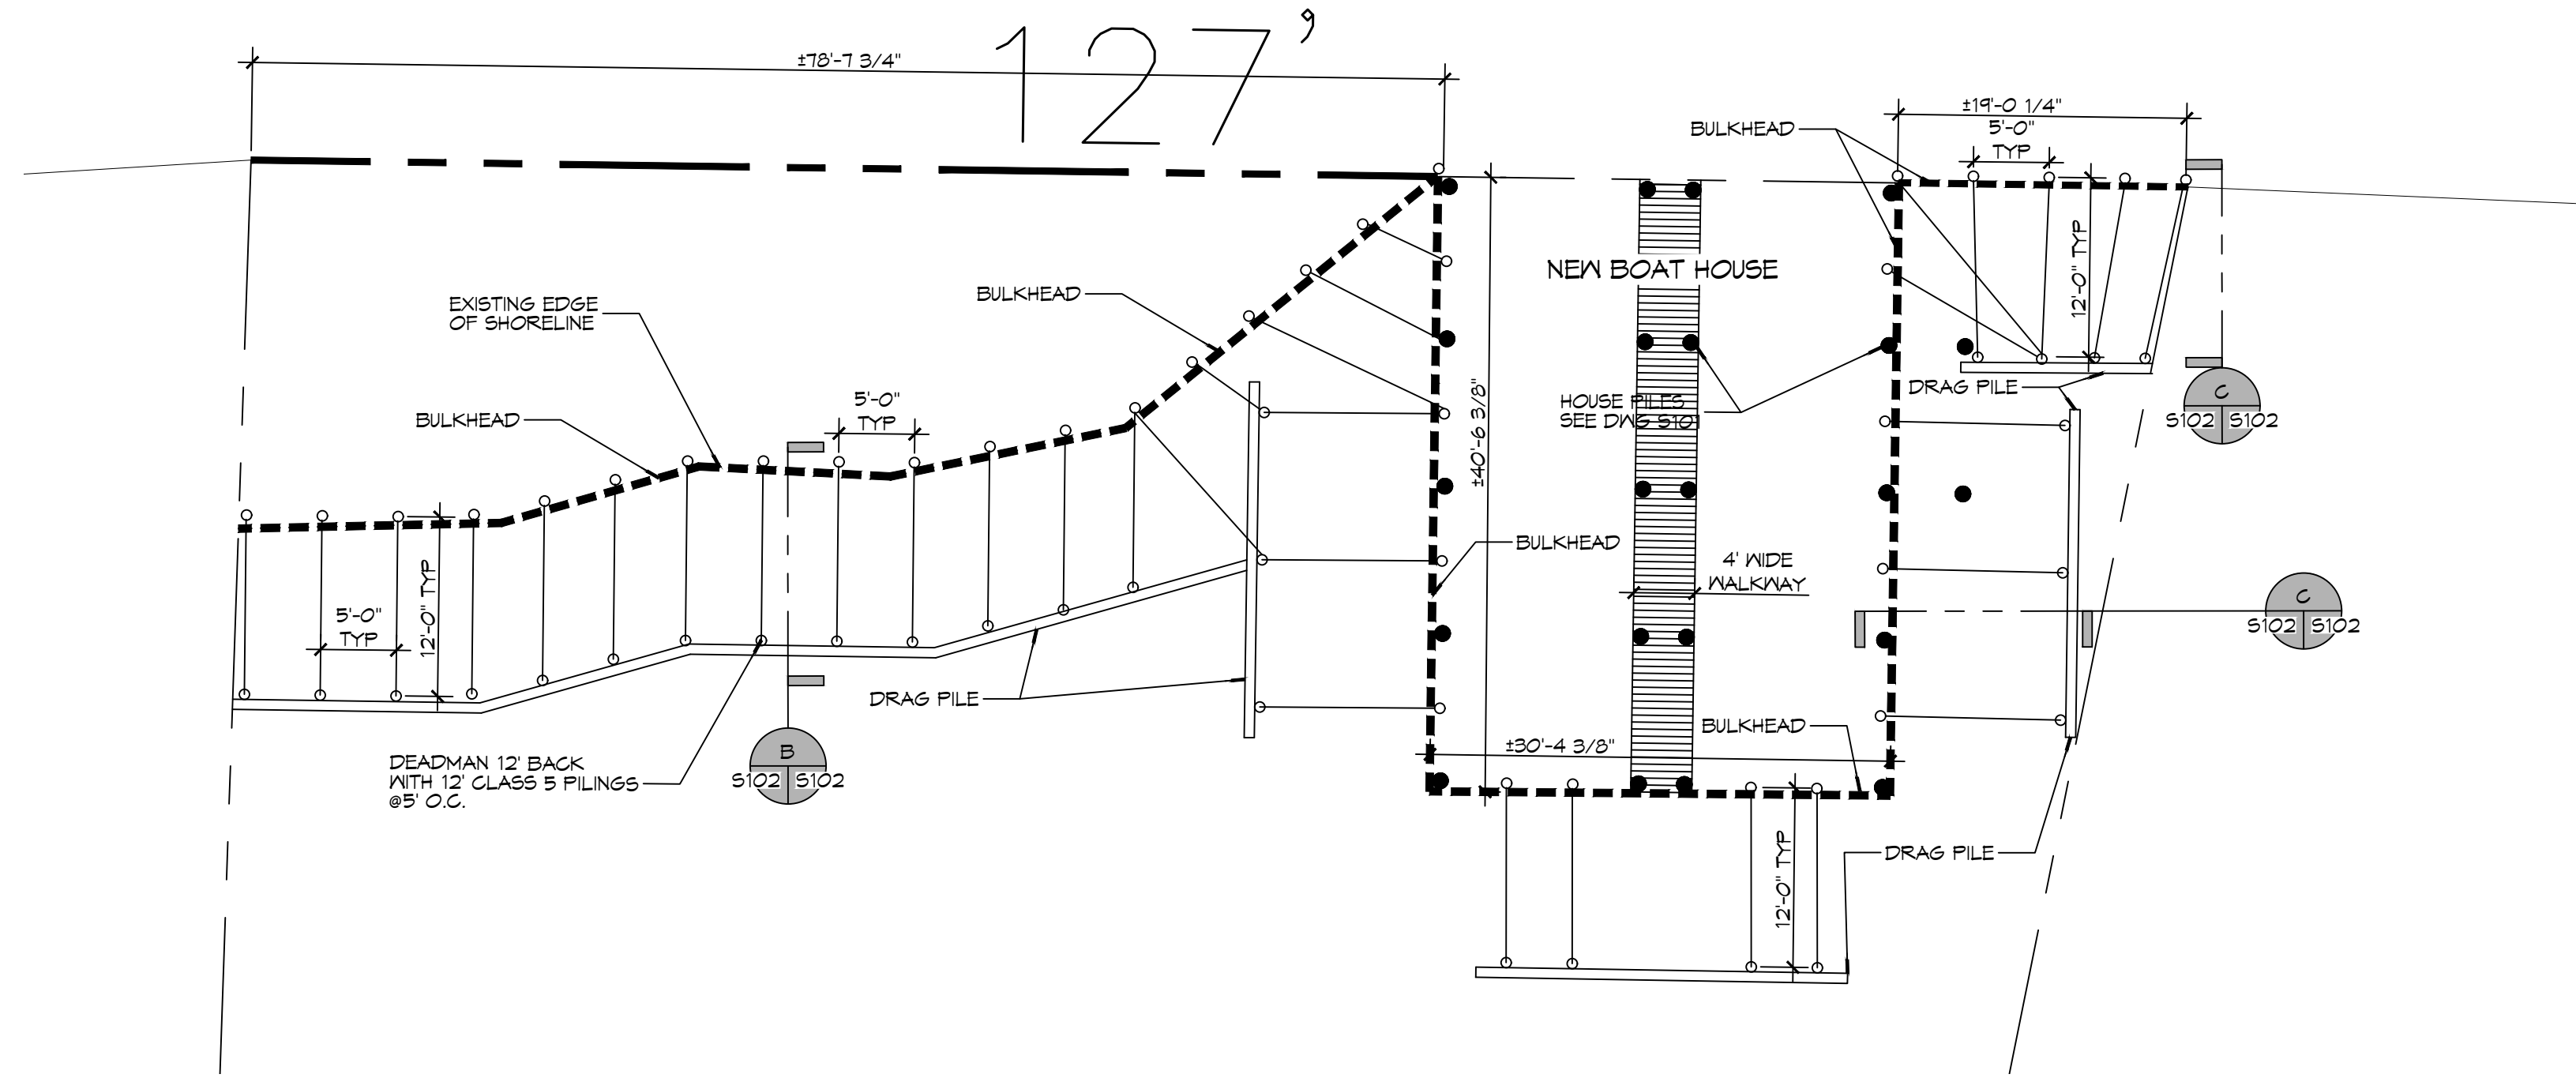 127'
±78'-7 3/4"
±19'-0 1/4"
BULKHEAD
5'-0"
TYP
12'-0" TYP
NEW BOAT HOUSE
BULKHEAD
EXISTING EDGE
OF SHORELINE
BULKHEAD
5'-0"
TYP
±40'-6 3/8"
HOUSE PILES
SEE DWG S101
DRAG PILE
C
S102 S102
BULKHEAD
4' WIDE
WALKWAY
12'-0" TYP
5'-0"
TYP
C
S102 S102
DRAG PILE
BULKHEAD
±30'-4 3/8"
B
S102 S102
DEADMAN 12' BACK
WITH 12' CLASS 5 PILINGS
@5' O.C.
12'-0" TYP
DRAG PILE